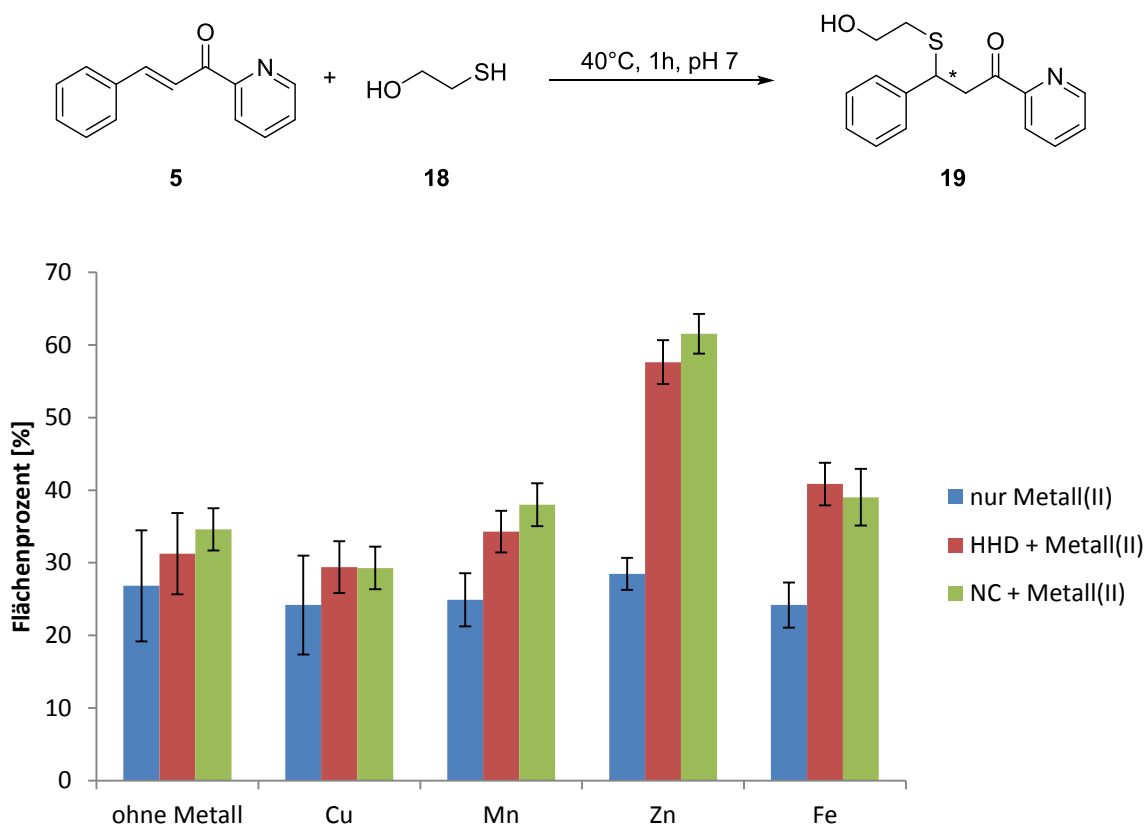 O
N
+
HO
SH
40°C, 1h, pH 7
HO
S
*
O
N
5
18
19
Flächenprozent [%]
70
60
50
40
30
20
10
0
ohne Metall
Cu
Mn
Zn
Fe
nur Metall(II)
HHD + Metall(II)
NC + Metall(II)